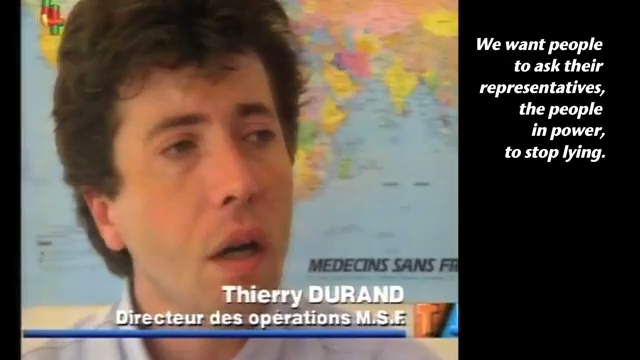 We want people
to ask their
representatives,
the people
in power,
to stop lying.
MEDECINS SANS FR
Thierry DURAND
Directeur des opérations M.S.F.